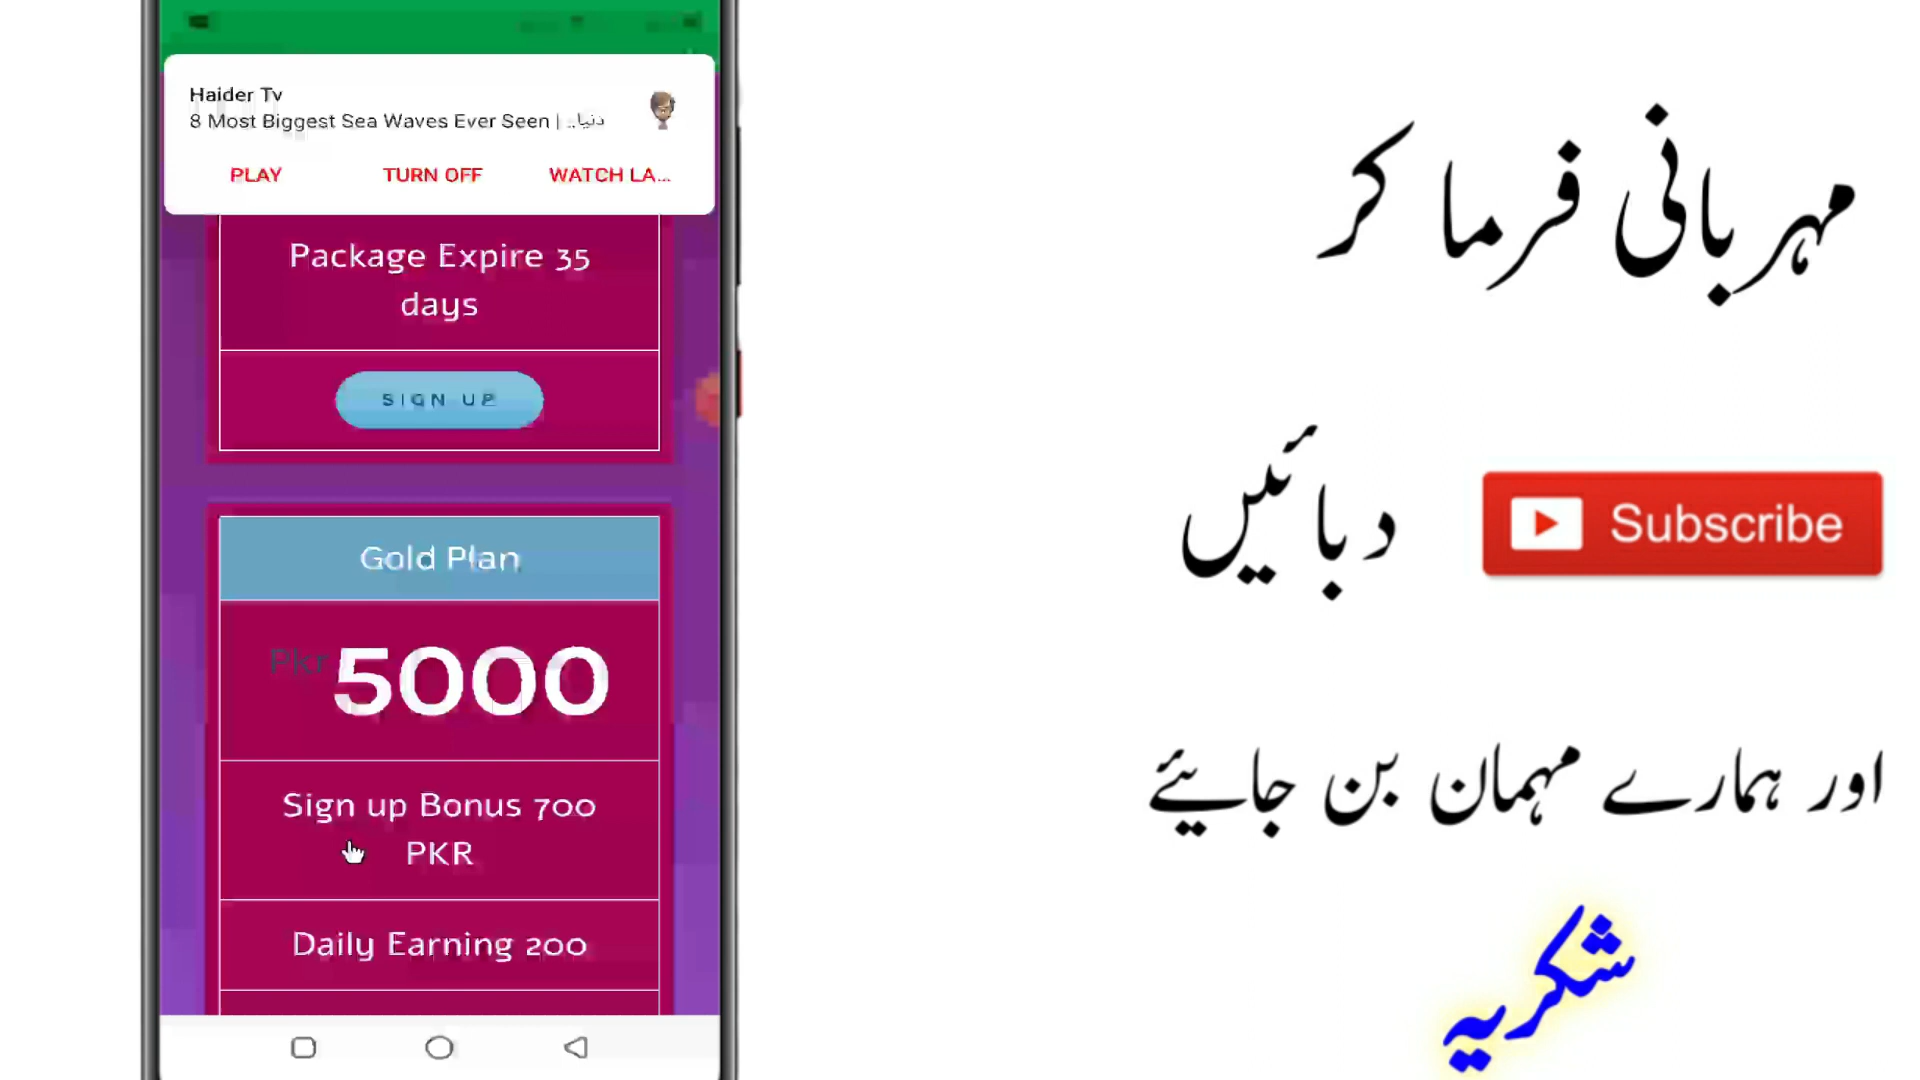 Haider Tv
8 Most Biggest Sea Waves Ever Seen | دنیا...
PLAY TURN OFF WATCH LA...
Package Expire 35
days
SIGN UP
Gold Plan
Pkr 5000
Sign up Bonus 700
PKR
Daily Earning 200
مہربانی فرما کر
Subscribe دبائیں
اور ہمارے مہمان بن جایئے
شکریہ